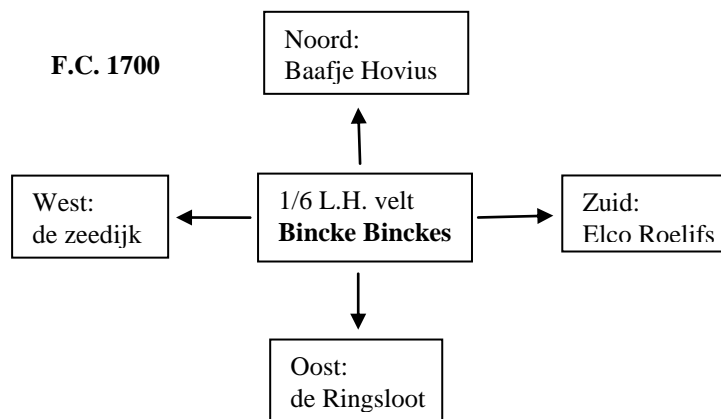 F.C. 1700
Noord:
Baafje Hovius
West:
de zeedijk
1/6 L.H. velt
Bincke Binckes
Zuid:
Elco Roelifs
Oost:
de Ringsloot